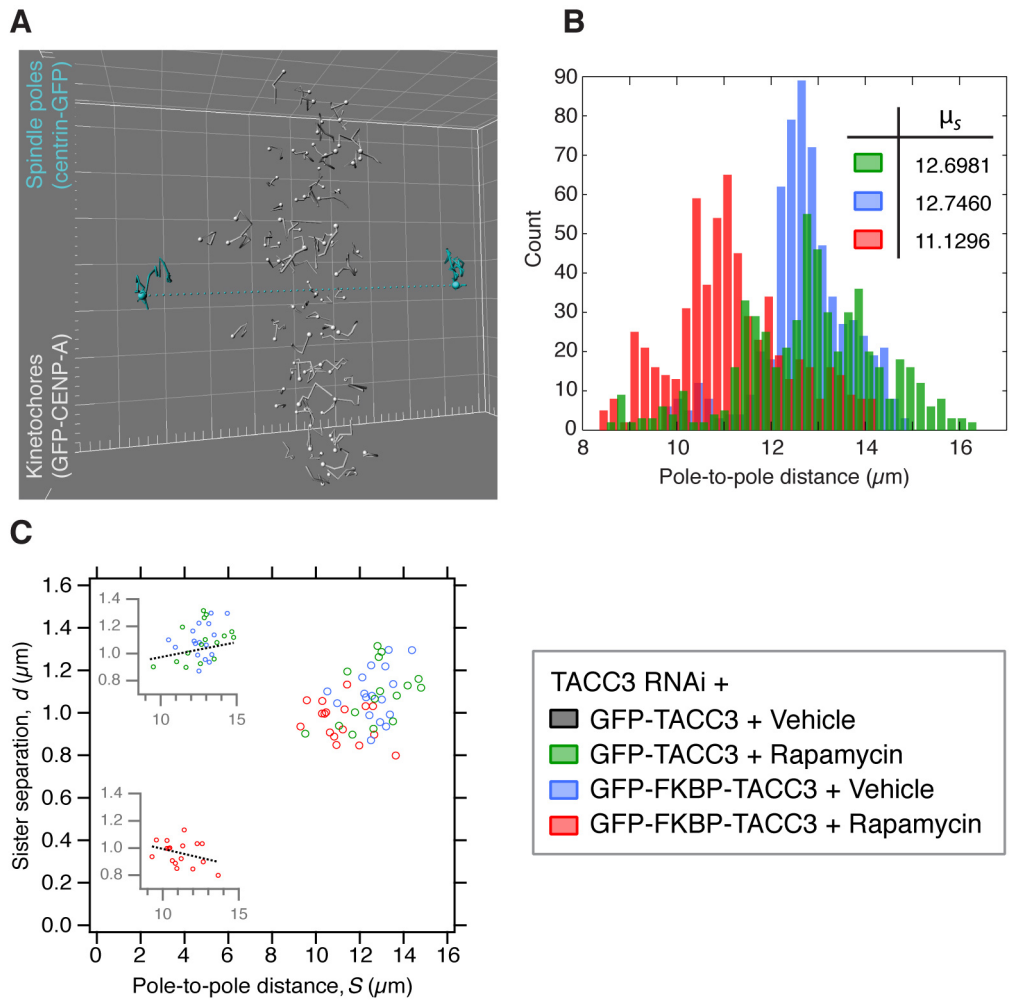 A
Spindle poles
(centrin-GFP)
Kinetochores
(GFP-CENP-A)
B
90
80
70
60
50
40
30
20
10
0
Count
8
10
12
14
16
Pole-to-pole distance (µm)
µs
12.6981
12.7460
11.1296
C
1.6
1.4
1.2
1.0
0.8
0.6
0.4
0.2
0.0
Sister separation, d (µm)
0 2 4 6 8 10 12 14 16
Pole-to-pole distance, S (µm)
1.4
1.2
1.0
0.8
10 15
1.4
1.2
1.0
0.8
10 15
TACC3 RNAi +
GFP-TACC3 + Vehicle
GFP-TACC3 + Rapamycin
GFP-FKBP-TACC3 + Vehicle
GFP-FKBP-TACC3 + Rapamycin